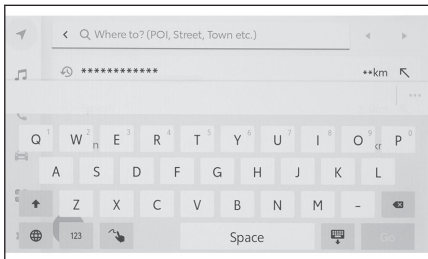 Where to? (POI, Street, Town etc.)
************ **km
...
Q 1 W 2 E 3 R 4 T 5 Y 6 U 7 I 8 O 9 P 0
A S D F G H J K L
Z X C V B N M -
123 Space Go